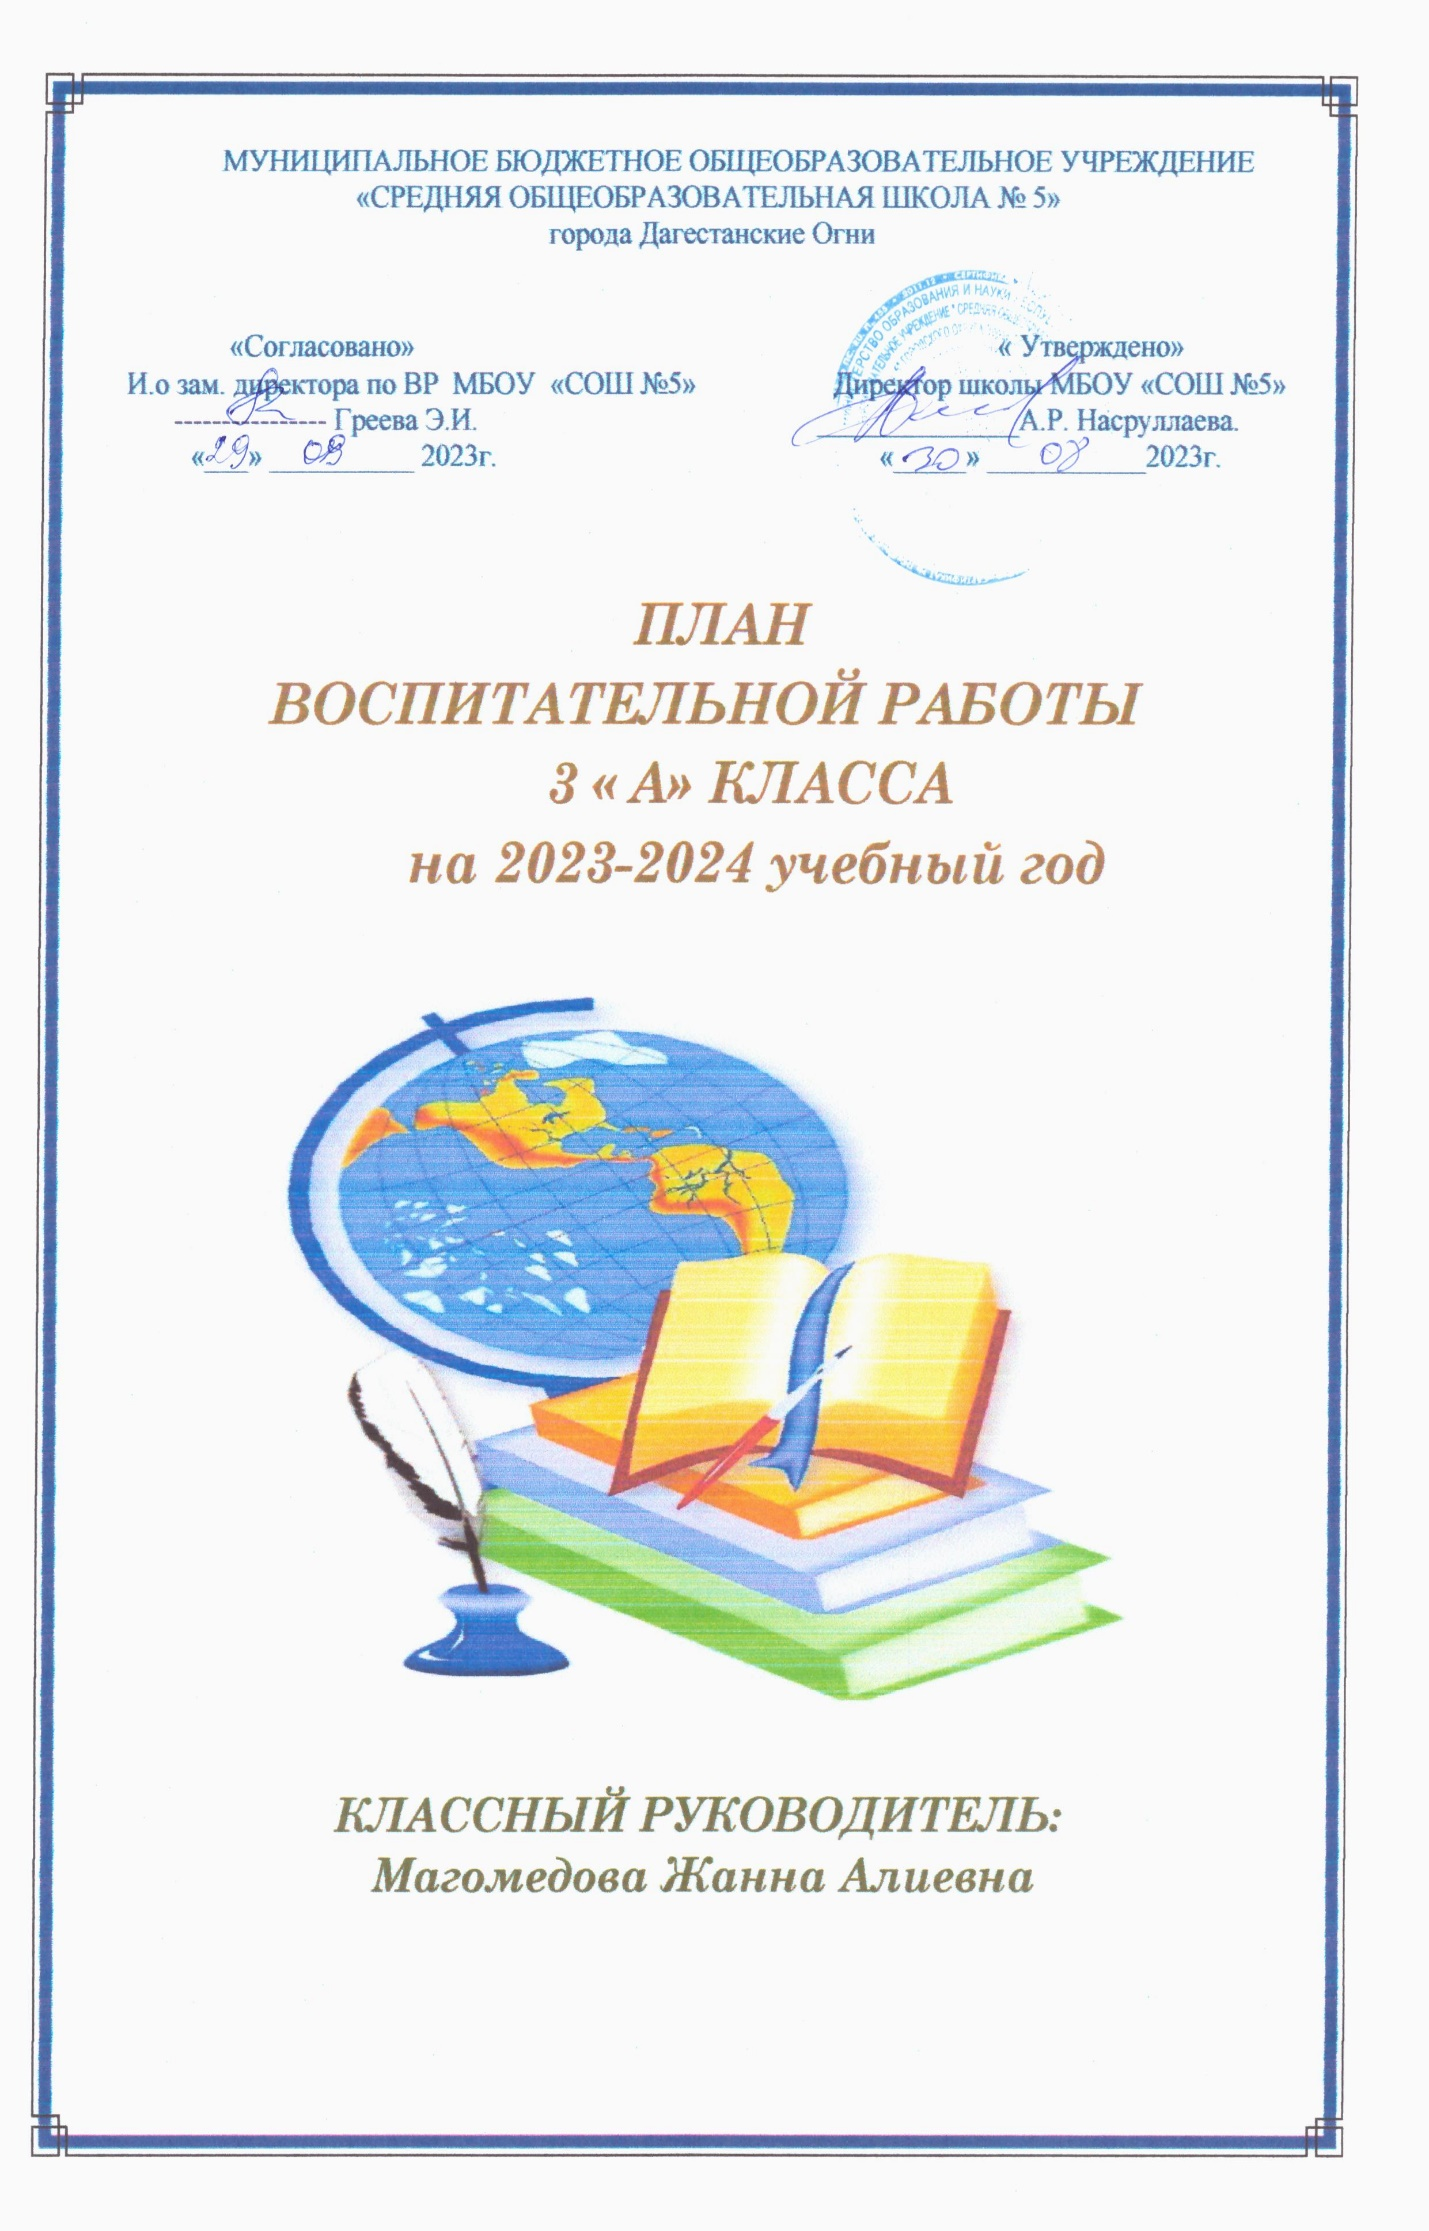 МУНИЦИПАЛЬНОЕ БЮДЖЕТНОЕ ОБЩЕОБРАЗОВАТЕЛЬНОЕ УЧРЕЖДЕНИЕ
«СРЕДНЯЯ ОБЩЕОБРАЗОВАТЕЛЬНАЯ ШКОЛА № 5»
города Дагестанские Огни
«Согласовано»
И.о зам. директора по ВР МБОУ «СОШ №5»
----------------- Греева Э.И.
«29» 08 2023г.
« Утверждено»
Директор школы МБОУ «СОШ №5»
А.Р. Насруллаева.
«30» 08 2023г.
ПЛАН
ВОСПИТАТЕЛЬНОЙ РАБОТЫ
3 « А» КЛАССА
на 2023-2024 учебный год
КЛАССНЫЙ РУКОВОДИТЕЛЬ:
Магомедова Жанна Алиевна